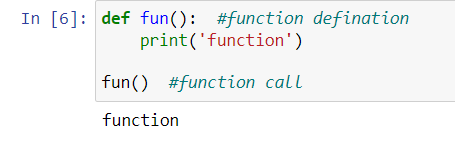 In [6]: def fun():  #function defination
    print('function')
fun()  #function call
function